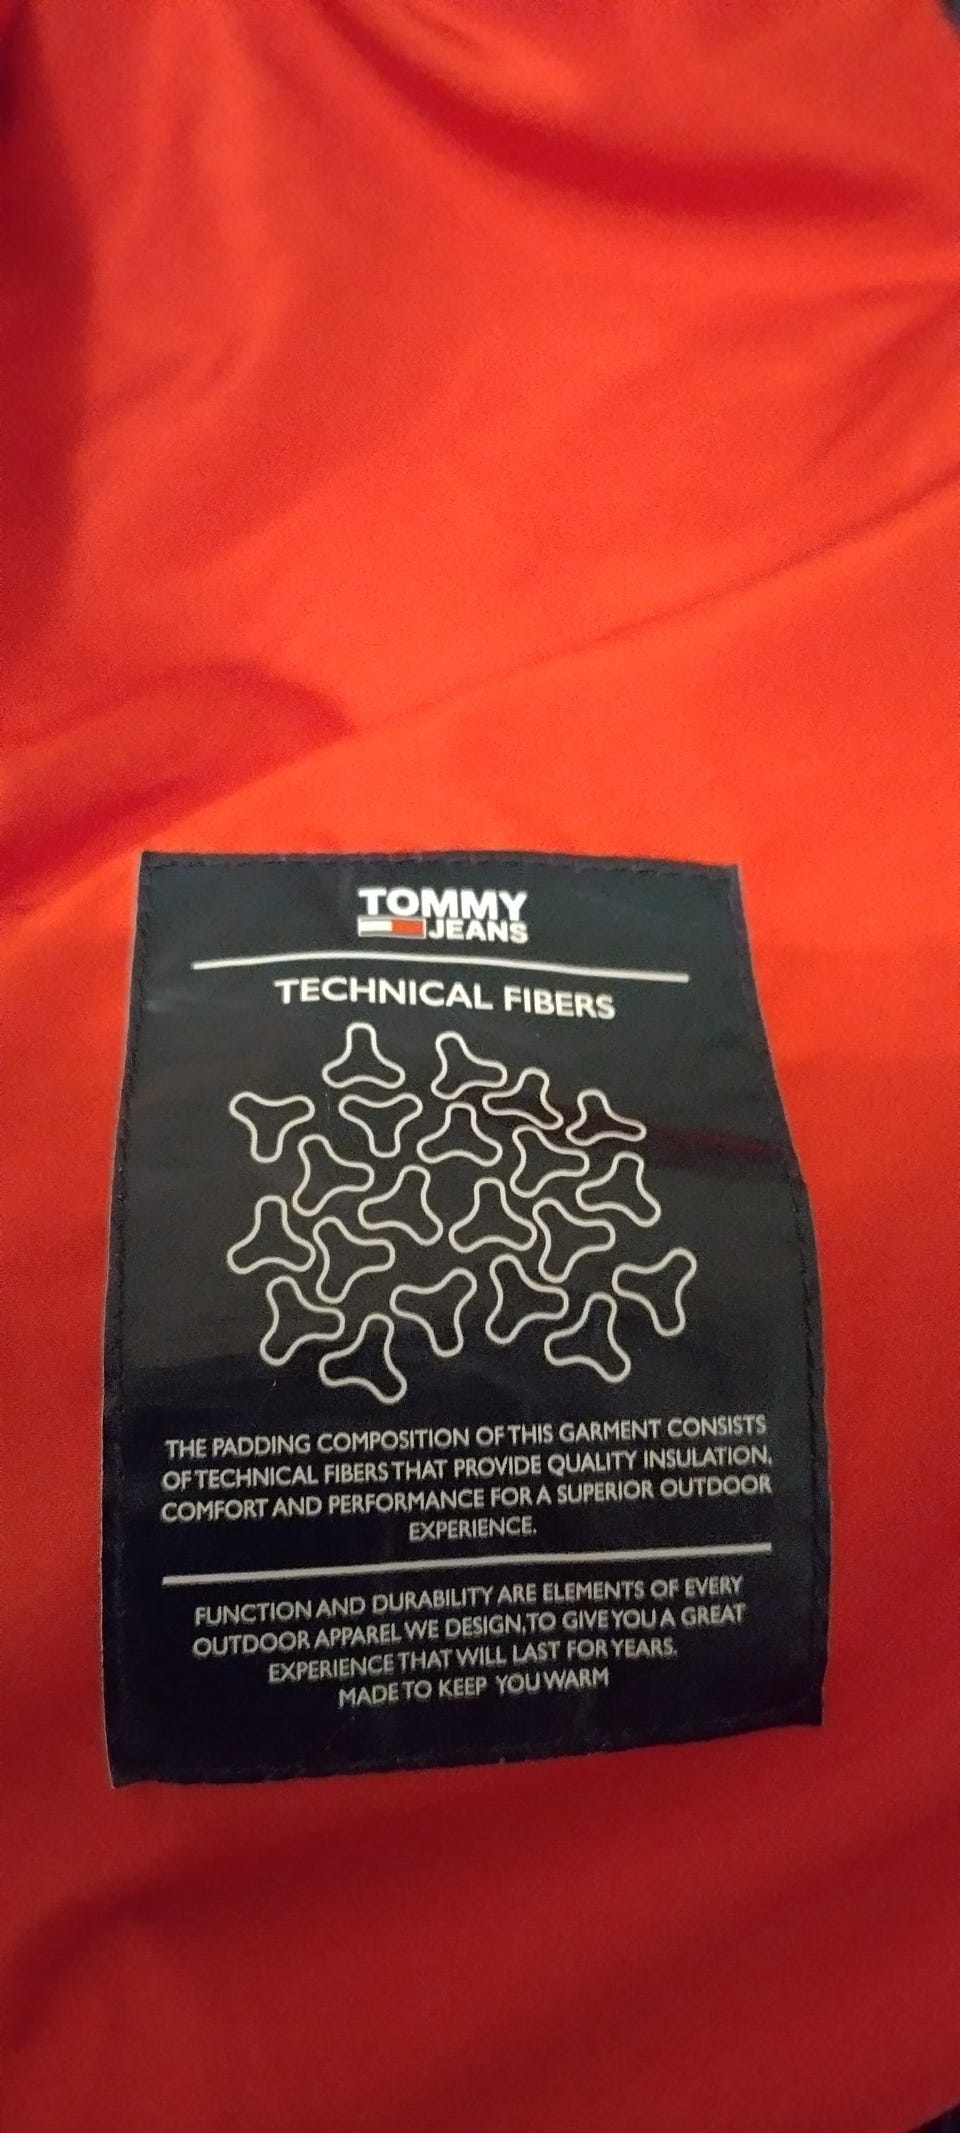 TOMMY
JEANS
TECHNICAL FIBERS
THE PADDING COMPOSITION OF THIS GARMENT CONSISTS
OF TECHNICAL FIBERS THAT PROVIDE QUALITY INSULATION,
COMFORT AND PERFORMANCE FOR A SUPERIOR OUTDOOR
EXPERIENCE.
FUNCTION AND DURABILITY ARE ELEMENTS OF EVERY
OUTDOOR APPAREL WE DESIGN, TO GIVE YOU A GREAT
EXPERIENCE THAT WILL LAST FOR YEARS.
MADE TO KEEP YOU WARM